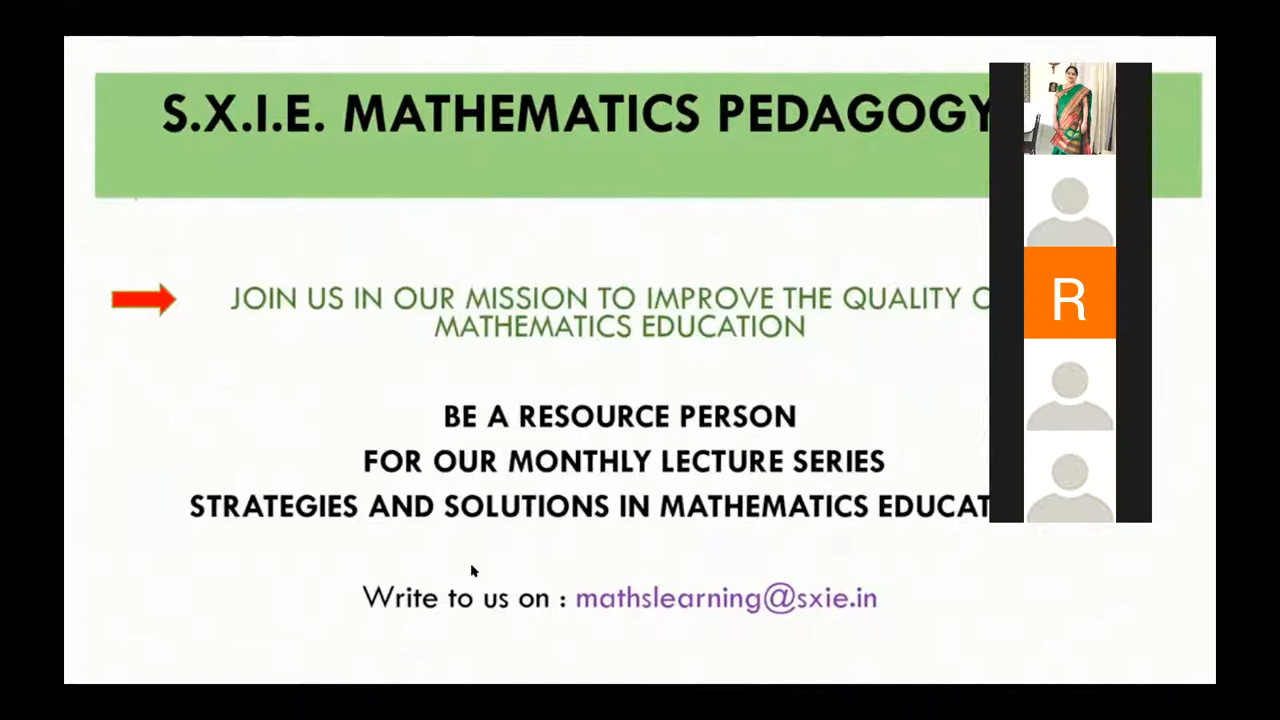 S.X.I.E. MATHEMATICS PEDAGOGY
JOIN US IN OUR MISSION TO IMPROVE THE QUALITY
MATHEMATICS EDUCATION
BE A RESOURCE PERSON
FOR OUR MONTHLY LECTURE SERIES
STRATEGIES AND SOLUTIONS IN MATHEMATICS
Write to us on : mathslearning@sxie.in
R